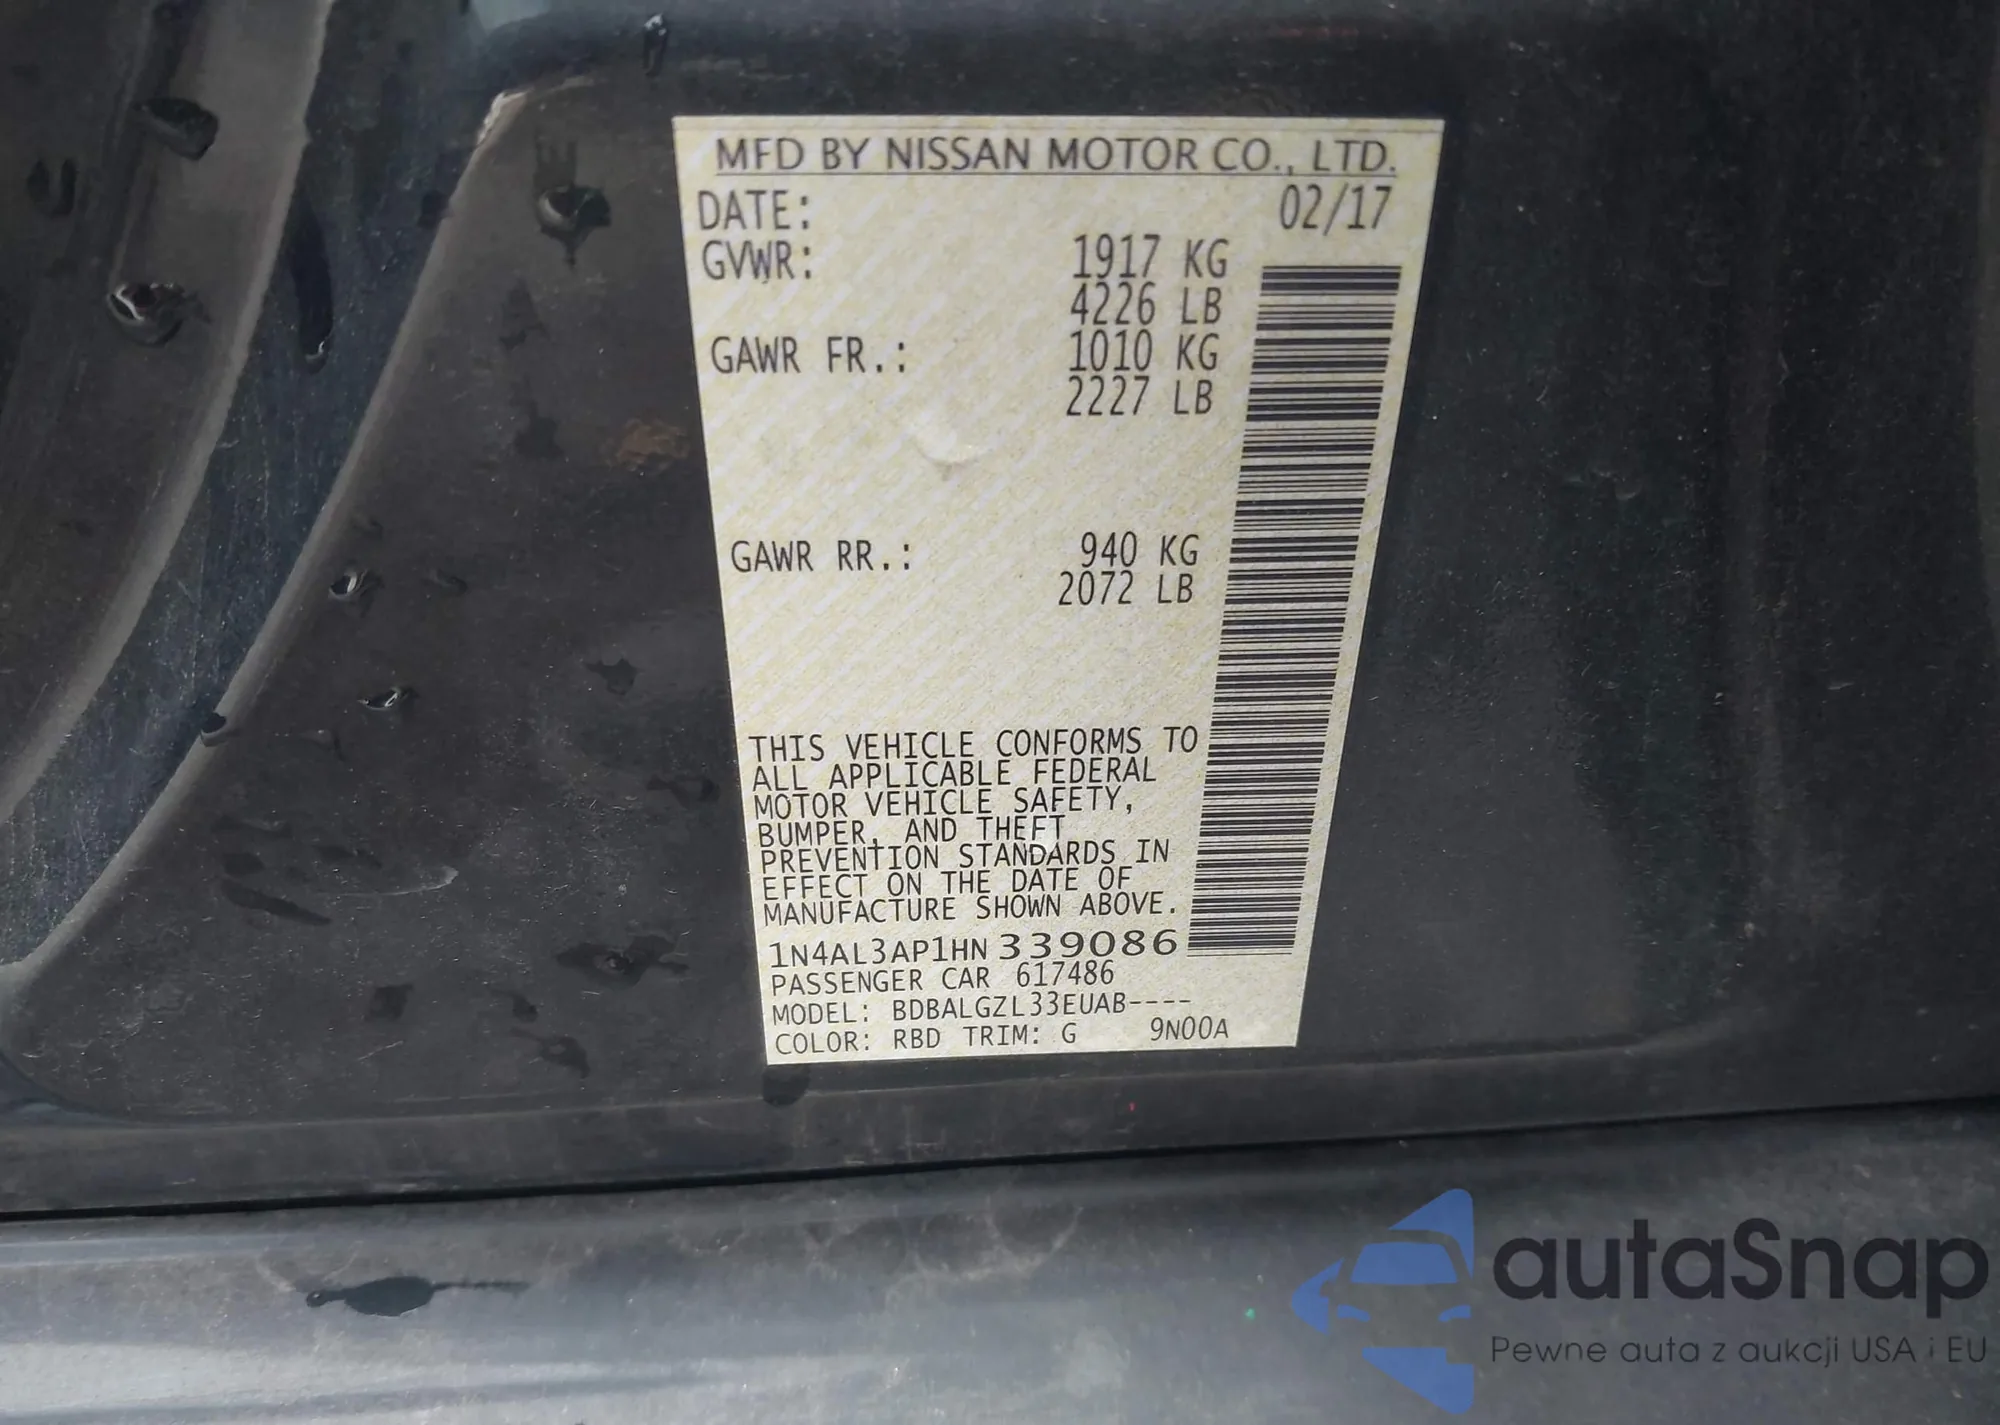 MFD BY NISSAN MOTOR CO., LTD.
DATE: 02/17
GVWR: 1917 KG
4226 LB
GAWR FR.: 1010 KG
2227 LB
GAWR RR.: 940 KG
2072 LB
THIS VEHICLE CONFORMS TO
ALL APPLICABLE FEDERAL
MOTOR VEHICLE SAFETY,
BUMPER, AND THEFT
PREVENTION STANDARDS IN
EFFECT ON THE DATE OF
MANUFACTURE SHOWN ABOVE.
1N4AL3AP1HN 339086
PASSENGER CAR 617486
MODEL: BDBALGZL33EUAB----
COLOR: RBD TRIM: G 9N00A
autaSnap
Pewne auta z aukcji USA i EU